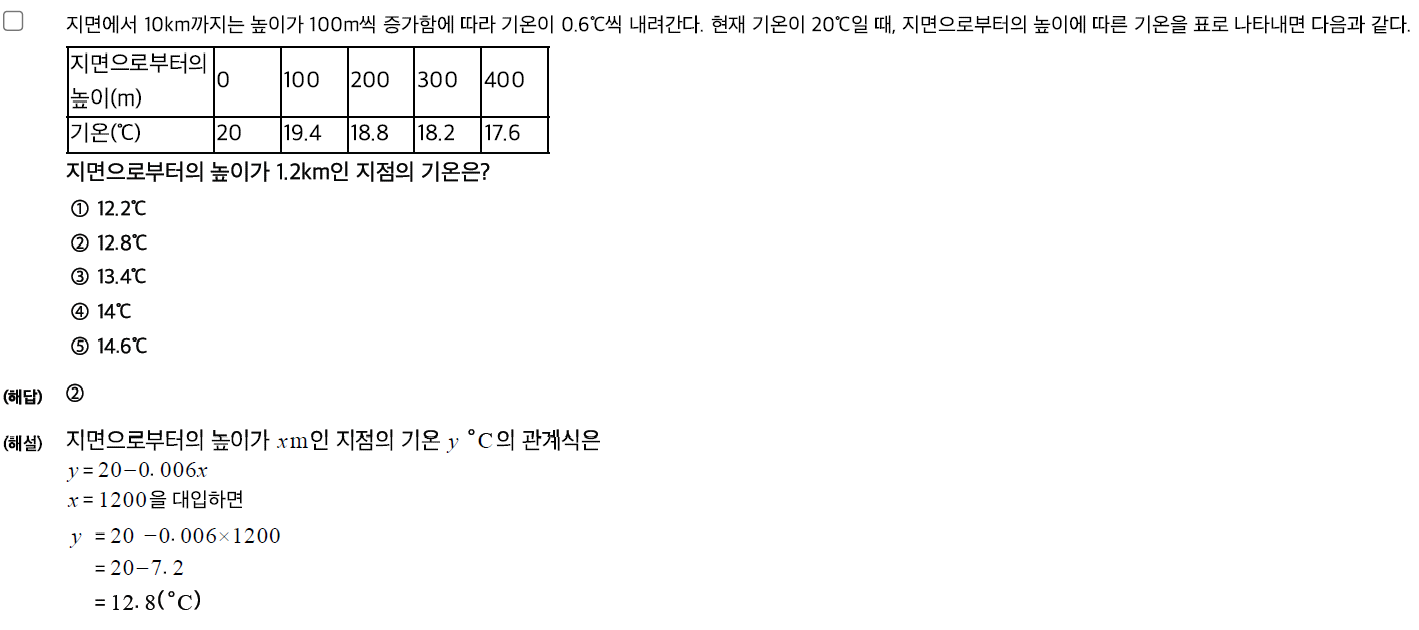 지면에서 10km까지는 높이가 100m씩 증가함에 따라 기온이 0.6℃씩 내려간다. 현재 기온이 20℃일 때, 지면으로부터의 높이에 따른 기온을 표로 나타내면 다음과 같다.
지면으로부터의 높이(m) 0 100 200 300 400
기온(℃) 20 19.4 18.8 18.2 17.6
지면으로부터의 높이가 1.2km인 지점의 기온은?
① 12.2℃
② 12.8℃
③ 13.4℃
④ 14℃
⑤ 14.6℃
(해답) ②
(해설) 지면으로부터의 높이가 xm인 지점의 기온 y °C의 관계식은
y=20−0.006x
x=1200을 대입하면
y =20 −0.006×1200
=20−7.2
=12.8(°C)